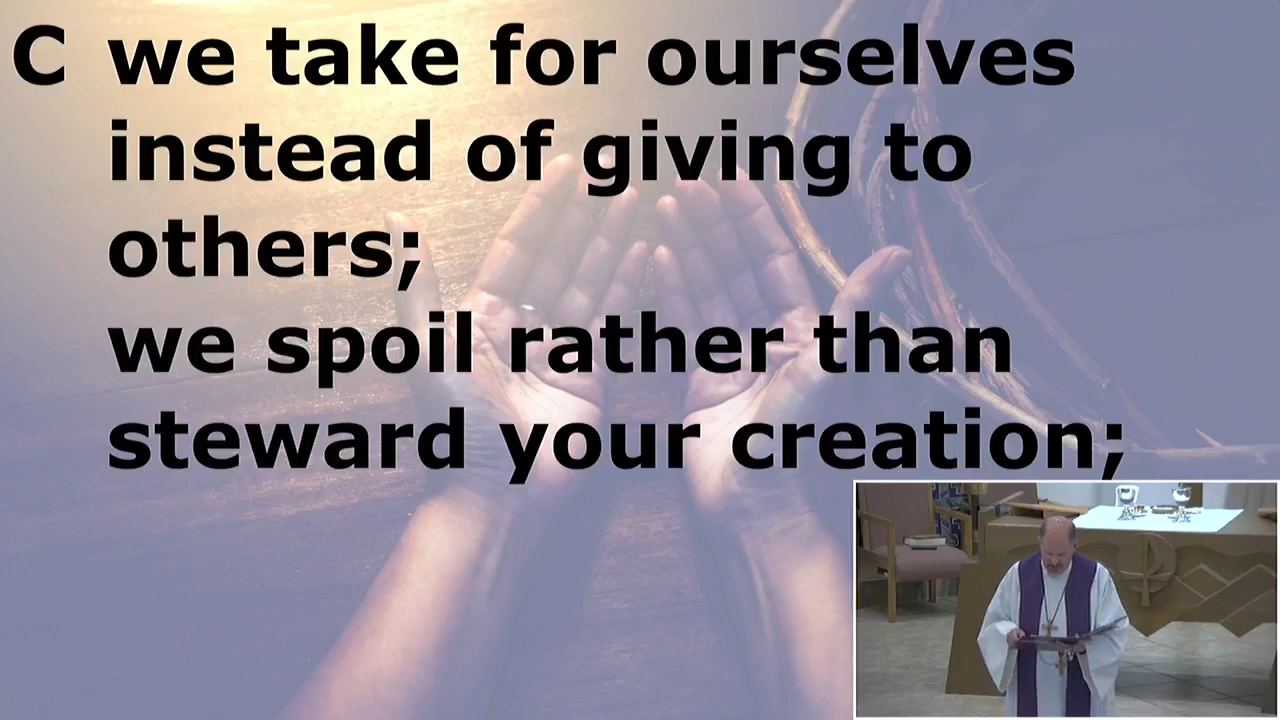 C we take for ourselves
instead of giving to
others;
we spoil rather than
steward your creation;